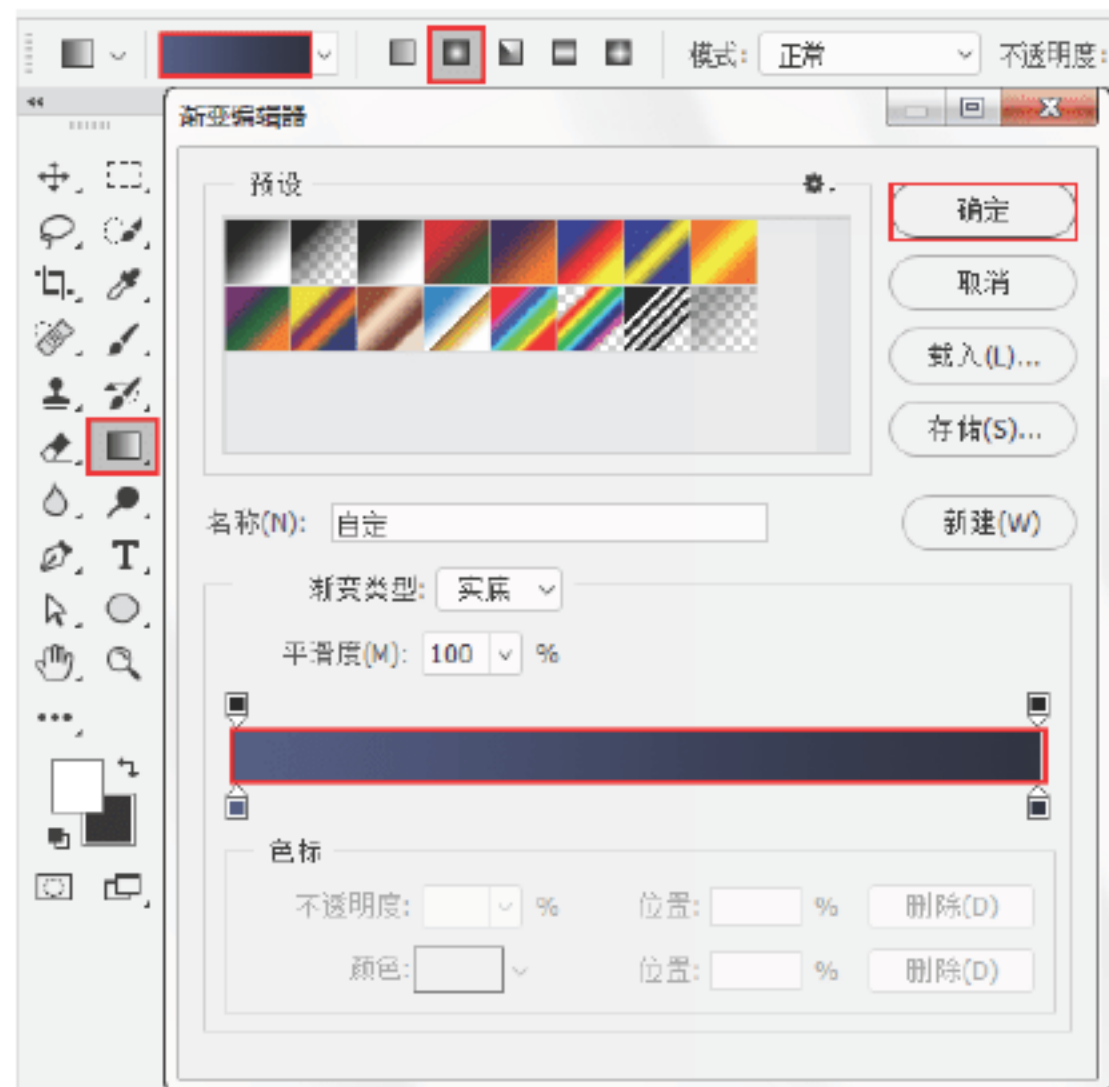 模式: 正常 不透明度:
渐变编辑器
预设
确定
取消
载入(L)...
存储(S)...
名称(N): 自定 新建(W)
渐变类型: 实底
平滑度(M): 100 %
色标
不透明度: % 位置: % 删除(D)
颜色: 位置: % 删除(D)